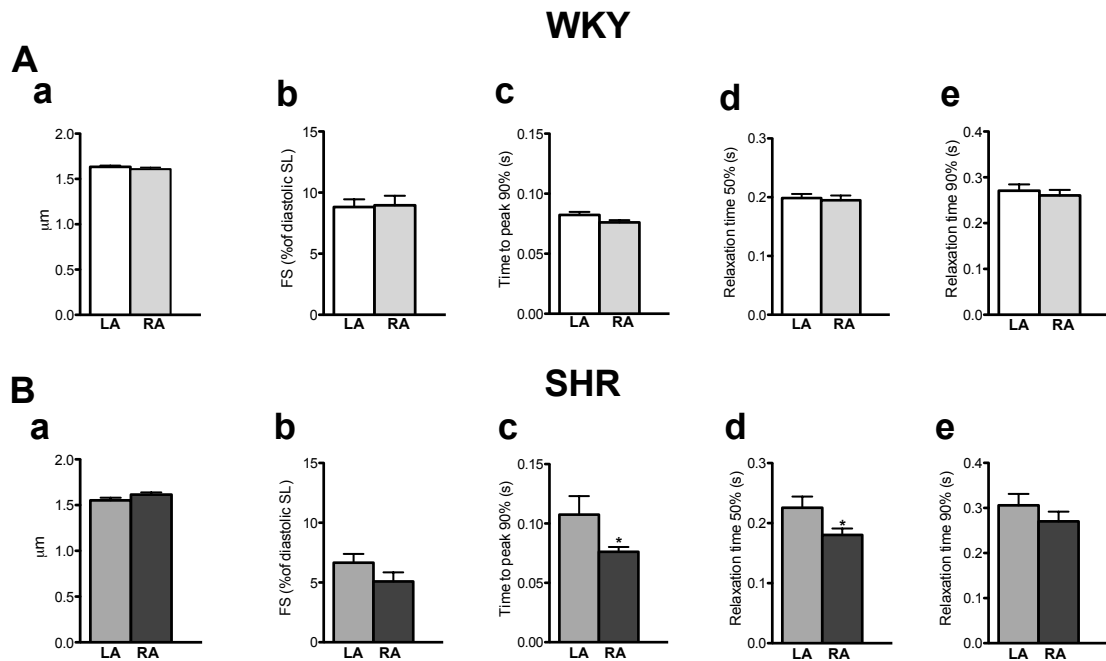 WKY
A
a
μm
2.0
1.5
1.0
0.5
0.0
LA RA
b
FS (%of diastolic SL)
15
10
5
0
LA RA
c
Time to peak 90% (s)
0.15
0.10
0.05
0.00
LA RA
d
Relaxation time 50% (s)
0.3
0.2
0.1
0.0
LA RA
e
Relaxation time 90% (s)
0.4
0.3
0.2
0.1
0.0
LA RA
SHR
B
a
μm
2.0
1.5
1.0
0.5
0.0
LA RA
b
FS (%of diastolic SL)
15
10
5
0
LA RA
c
Time to peak 90% (s)
0.15
0.10
0.05
0.00
*
LA RA
d
Relaxation time 50% (s)
0.3
0.2
0.1
0.0
*
LA RA
e
Relaxation time 90% (s)
0.4
0.3
0.2
0.1
0.0
LA RA